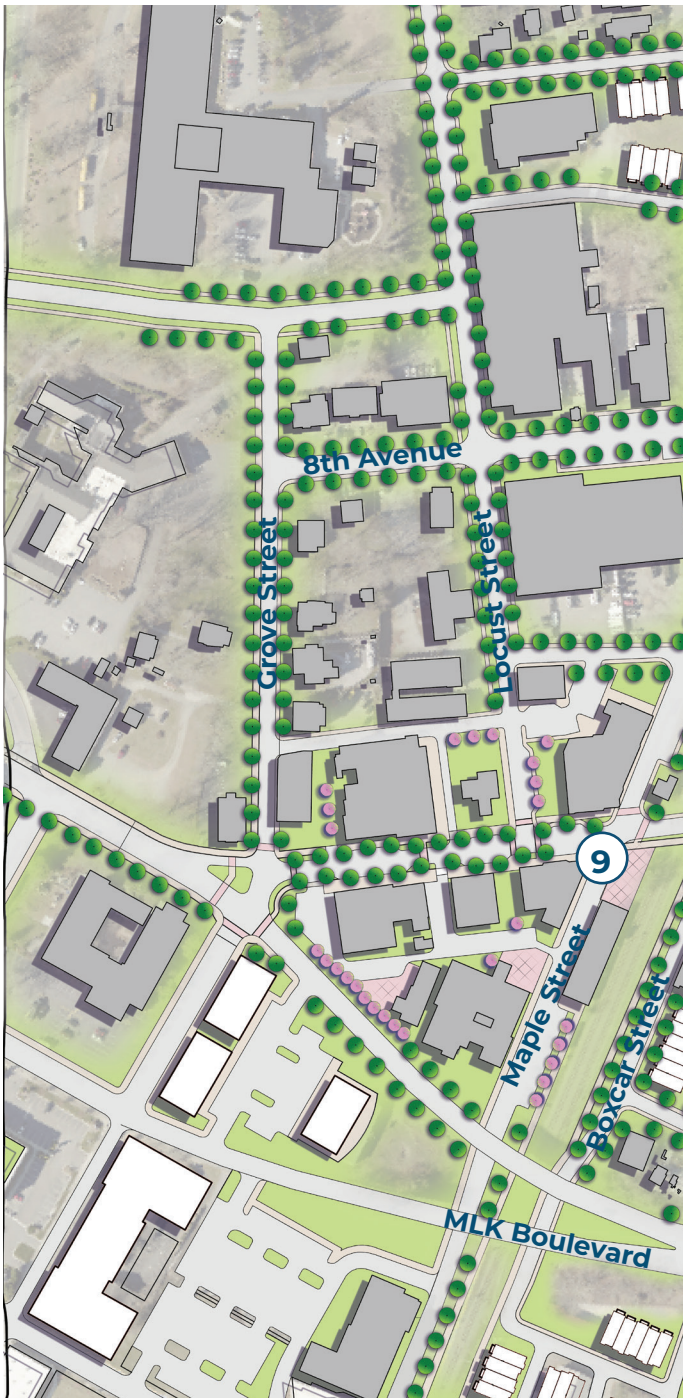 8th Avenue
Grove Street
Locust Street
9
Maple Street
Boxcar Street
MLK Boulevard